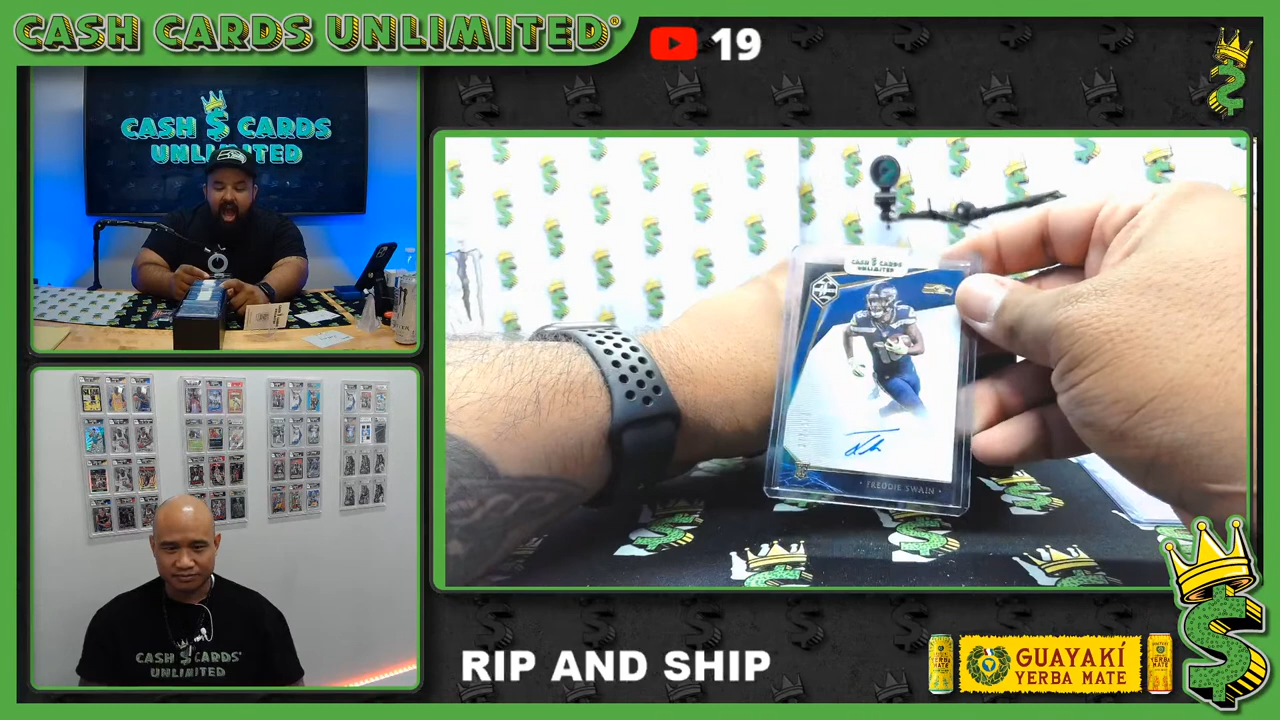 CASH CARDS UNLIMITED®
19
CASH $ CARDS
UNLIMITED
CASH $ CARDS
UNLIMITED
• FREDDIE SWAIN •
CASH $ CARDS
UNLIMITED
RIP AND SHIP
GUAYAKÍ
YERBA MATE